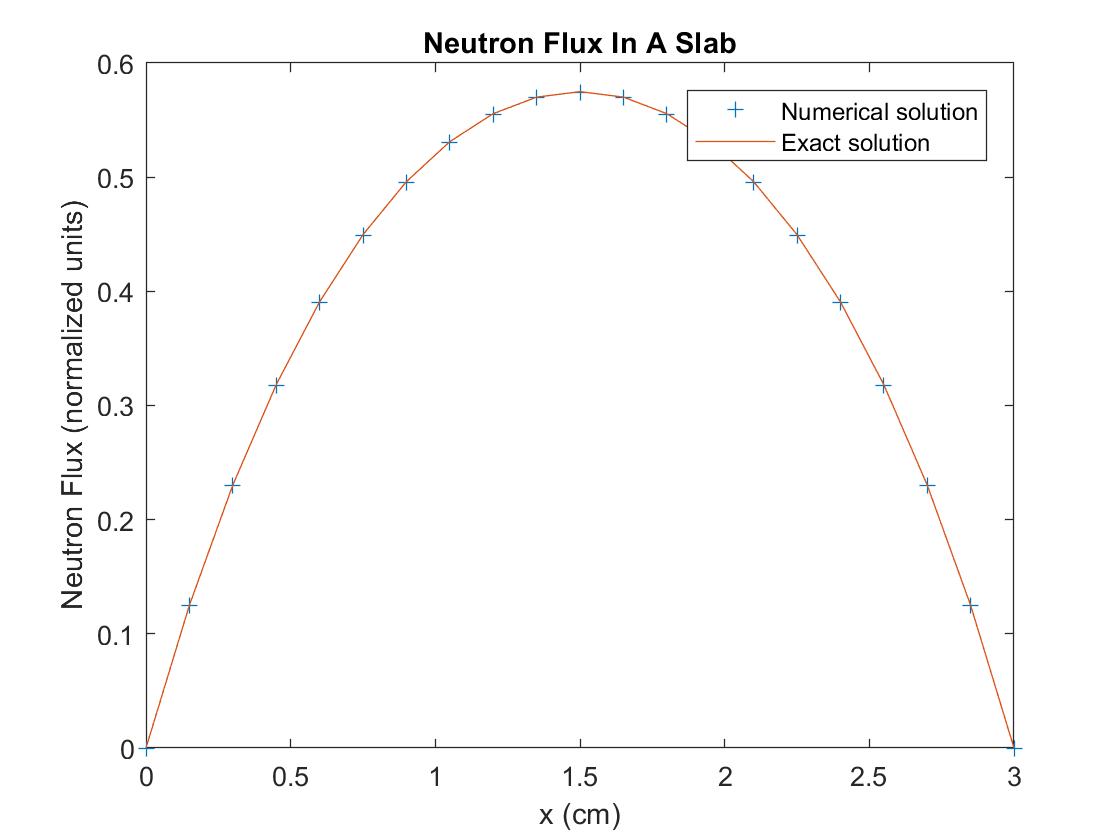 Neutron Flux In A Slab
0.6
0.5
0.4
0.3
0.2
0.1
0
Neutron Flux (normalized units)
Numerical solution
Exact solution
0 0.5 1 1.5 2 2.5 3
x (cm)